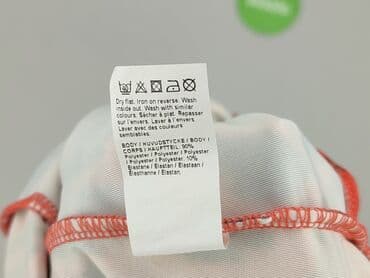 Dry flat. Iron on reverse. Wash
inside out. Wash with similar
colours. Sécher à plat. Repasser
sur l'envers. Laver à l'envers.
Laver avec des couleurs
semblables.
BODY / HUVUDSTYCKE / BODY /
CORPS / HAUPTTEIL: 90%
Polyester / Polyester / Polyester
/ Polyester / Polyester, 10%
Elastane / Elastan / Elastaan /
Elasthanne / Elastan